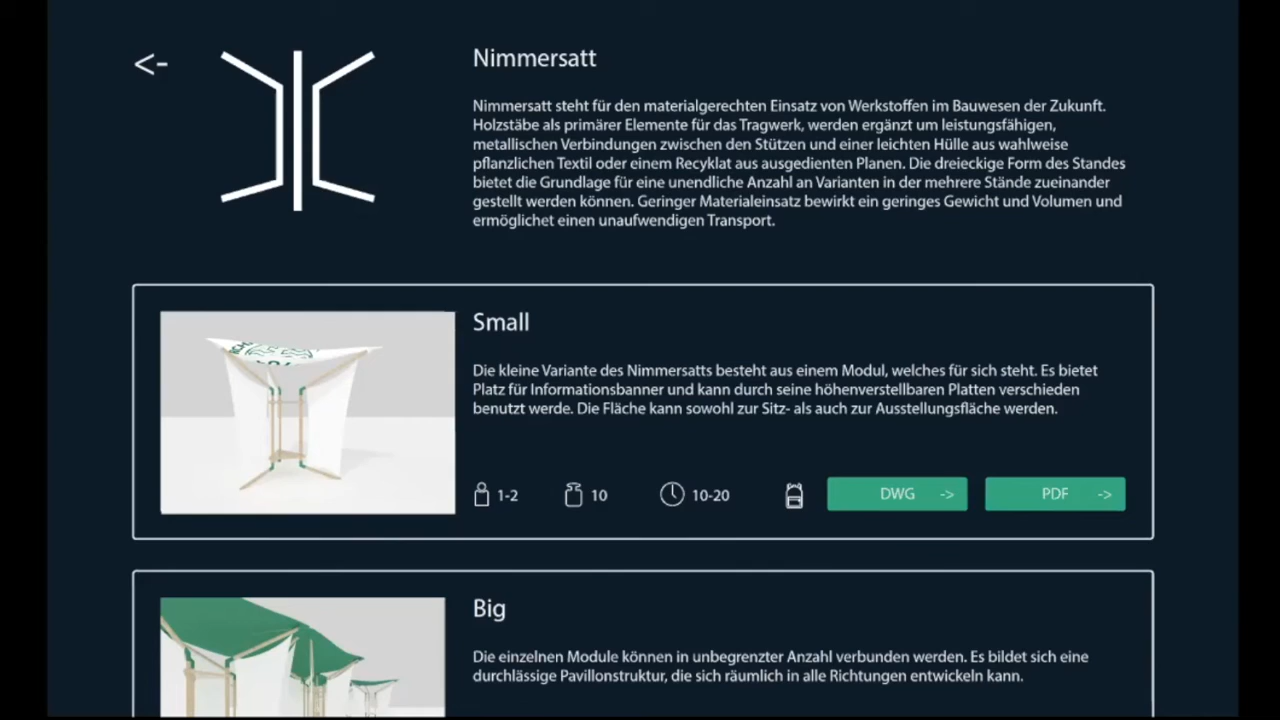 <-
Nimmersatt
Nimmersatt steht für den materialgerechten Einsatz von Werkstoffen im Bauwesen der Zukunft.
Holzstäbe als primärer Elemente für das Tragwerk, werden ergänzt um leistungsfähigen,
metallischen Verbindungen zwischen den Stützen und einer leichten Hülle aus wahlweise
pflanzlichen Textil oder einem Recyklat aus ausgedienten Planen. Die dreieckige Form des Standes
bietet die Grundlage für eine unendliche Anzahl an Varianten in der mehrere Stände zueinander
gestellt werden können. Geringer Materialeinsatz bewirkt ein geringes Gewicht und Volumen und
ermöglichet einen unaufwendigen Transport.
Small
Die kleine Variante des Nimmersatts besteht aus einem Modul, welches für sich steht. Es bietet
Platz für Informationsbanner und kann durch seine höhenverstellbaren Platten verschieden
benutzt werde. Die Fläche kann sowohl zur Sitz- als auch zur Ausstellungsfläche werden.
1-2 10 10-20 DWG -> PDF ->
Big
Die einzelnen Module können in unbegrenzter Anzahl verbunden werden. Es bildet sich eine
durchlässige Pavillonstruktur, die sich räumlich in alle Richtungen entwickeln kann.